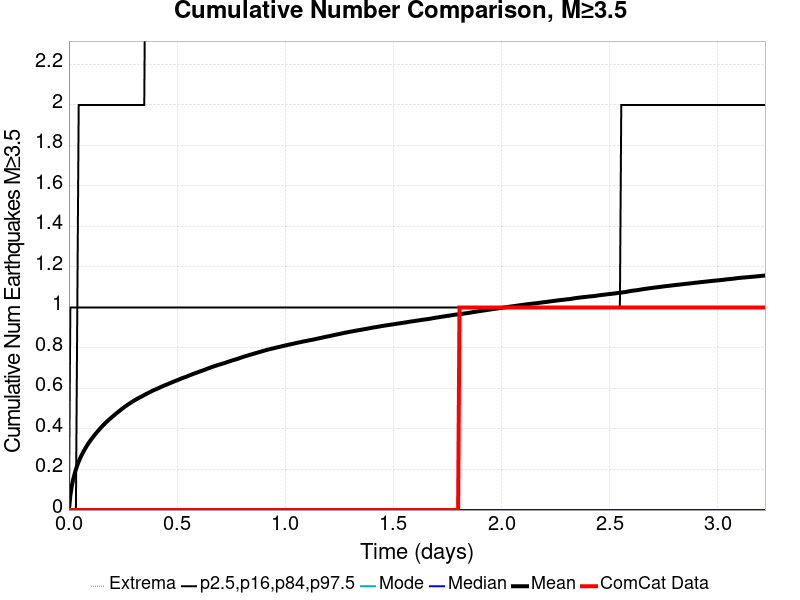 Cumulative Number Comparison, M≥3.5
Cumulative Num Earthquakes M≥3.5
2.2
2
1.8
1.6
1.4
1.2
1
0.8
0.6
0.4
0.2
0
0.0 0.5 1.0 1.5 2.0 2.5 3.0
Time (days)
Extrema p2.5,p16,p84,p97.5 Mode Median Mean ComCat Data